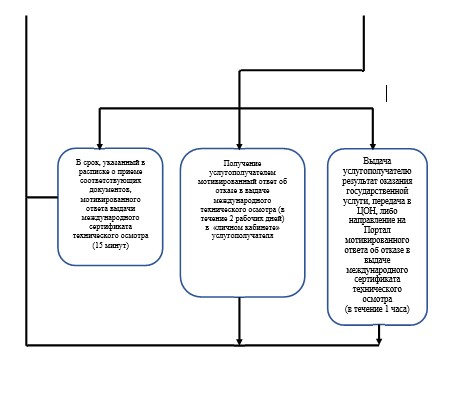 В срок, указанный в
расписке о приеме
соответствующих
документов,
мотивированного
ответа выдачи
международного
сертификата
технического осмотра
(15 минут)
Получение
услугополучателем
мотивированный ответ об
отказе в выдаче
международного
технического осмотра (в
течение 2 рабочих дней)
в «личном кабинете»
услугополучателя
Выдача
услугополучателю
результат оказания
государственной
услуги, передача в
ЦОН, либо
направление на
Портал
мотивированного
ответа об отказе в
выдаче
международного
сертификата
технического
осмотра
(в течение 1 часа)